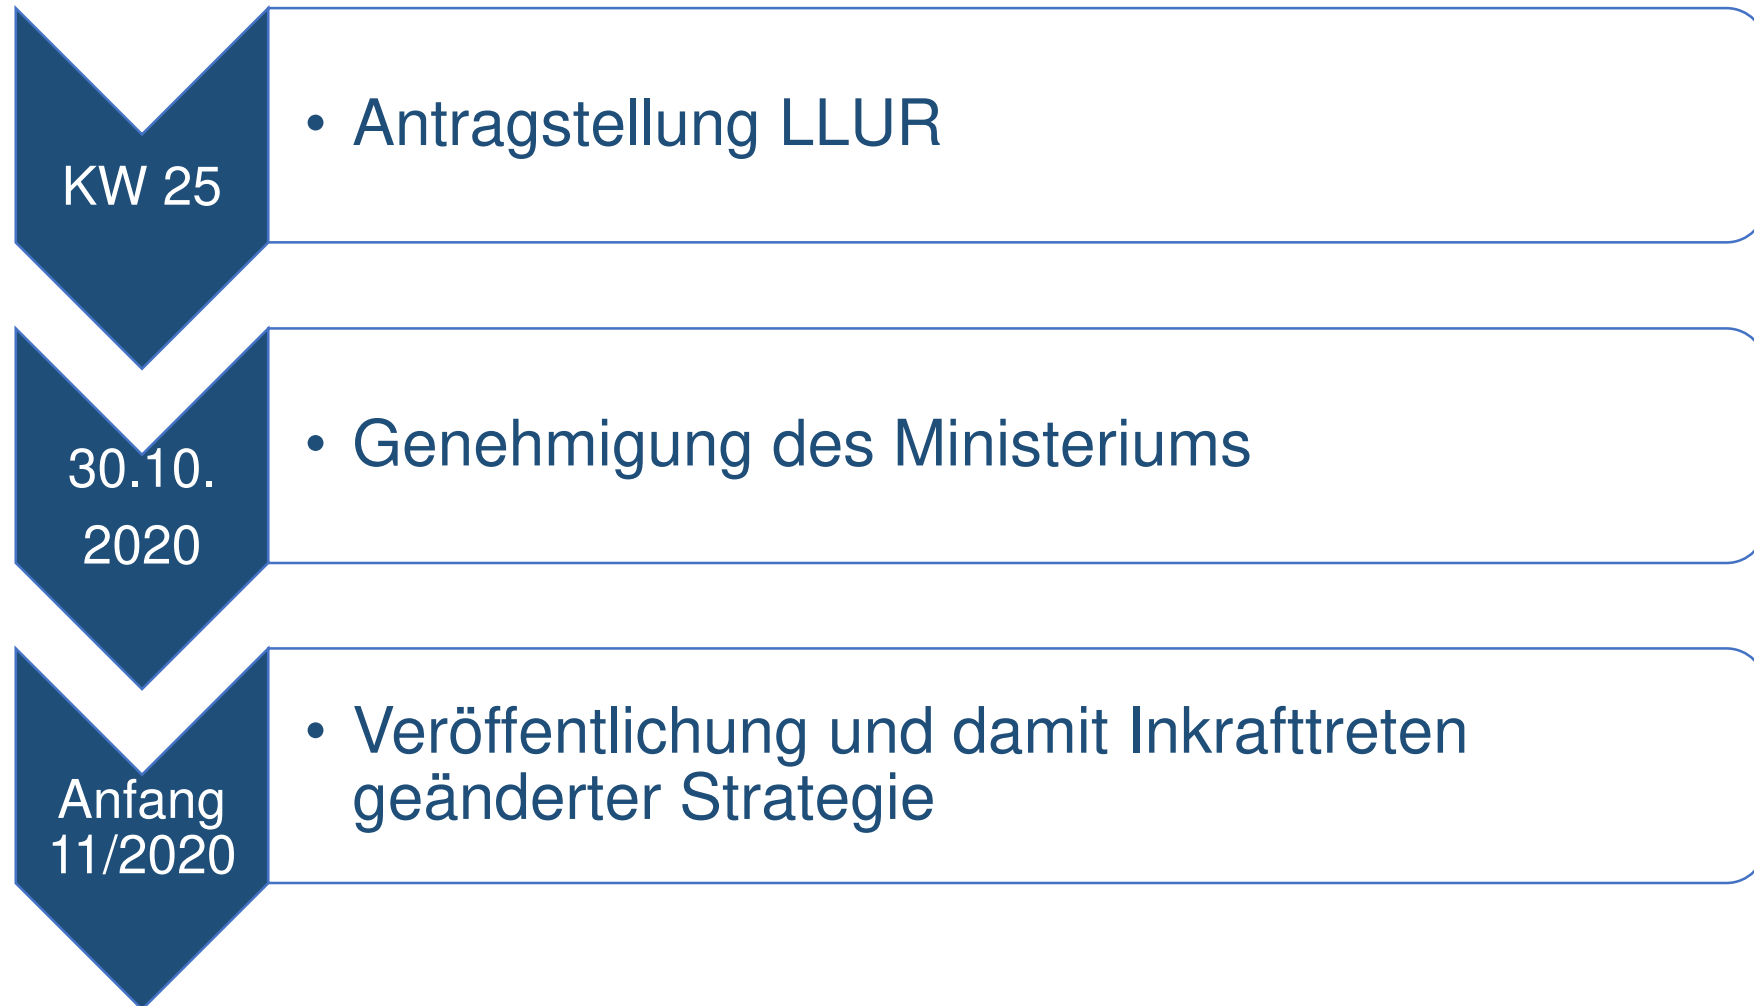 KW 25
• Antragstellung LLUR
30.10.
2020
• Genehmigung des Ministeriums
Anfang
11/2020
• Veröffentlichung und damit Inkrafttreten
geänderter Strategie